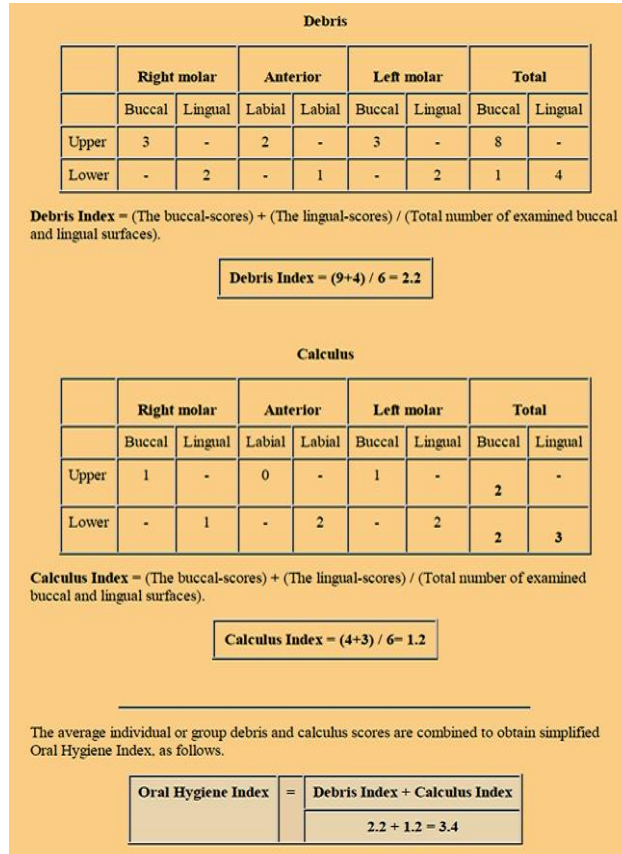 Debris
Right molar Anterior Left molar Total
Buccal Lingual Labial Labial Buccal Lingual Buccal Lingual
Upper 3 - 2 - 3 - 8 -
Lower - 2 - 1 - 2 1 4
Debris Index = (The buccal-scores) + (The lingual-scores) / (Total number of examined buccal
and lingual surfaces).
Debris Index = (9+4) / 6 = 2.2
Calculus
Right molar Anterior Left molar Total
Buccal Lingual Labial Labial Buccal Lingual Buccal Lingual
Upper 1 - 0 - 1 - 2 -
Lower - 1 - 2 - 2 2 3
Calculus Index = (The buccal-scores) + (The lingual-scores) / (Total number of examined
buccal and lingual surfaces).
Calculus Index = (4+3) / 6= 1.2
The average individual or group debris and calculus scores are combined to obtain simplified
Oral Hygiene Index, as follows.
Oral Hygiene Index = Debris Index + Calculus Index
2.2 + 1.2 = 3.4